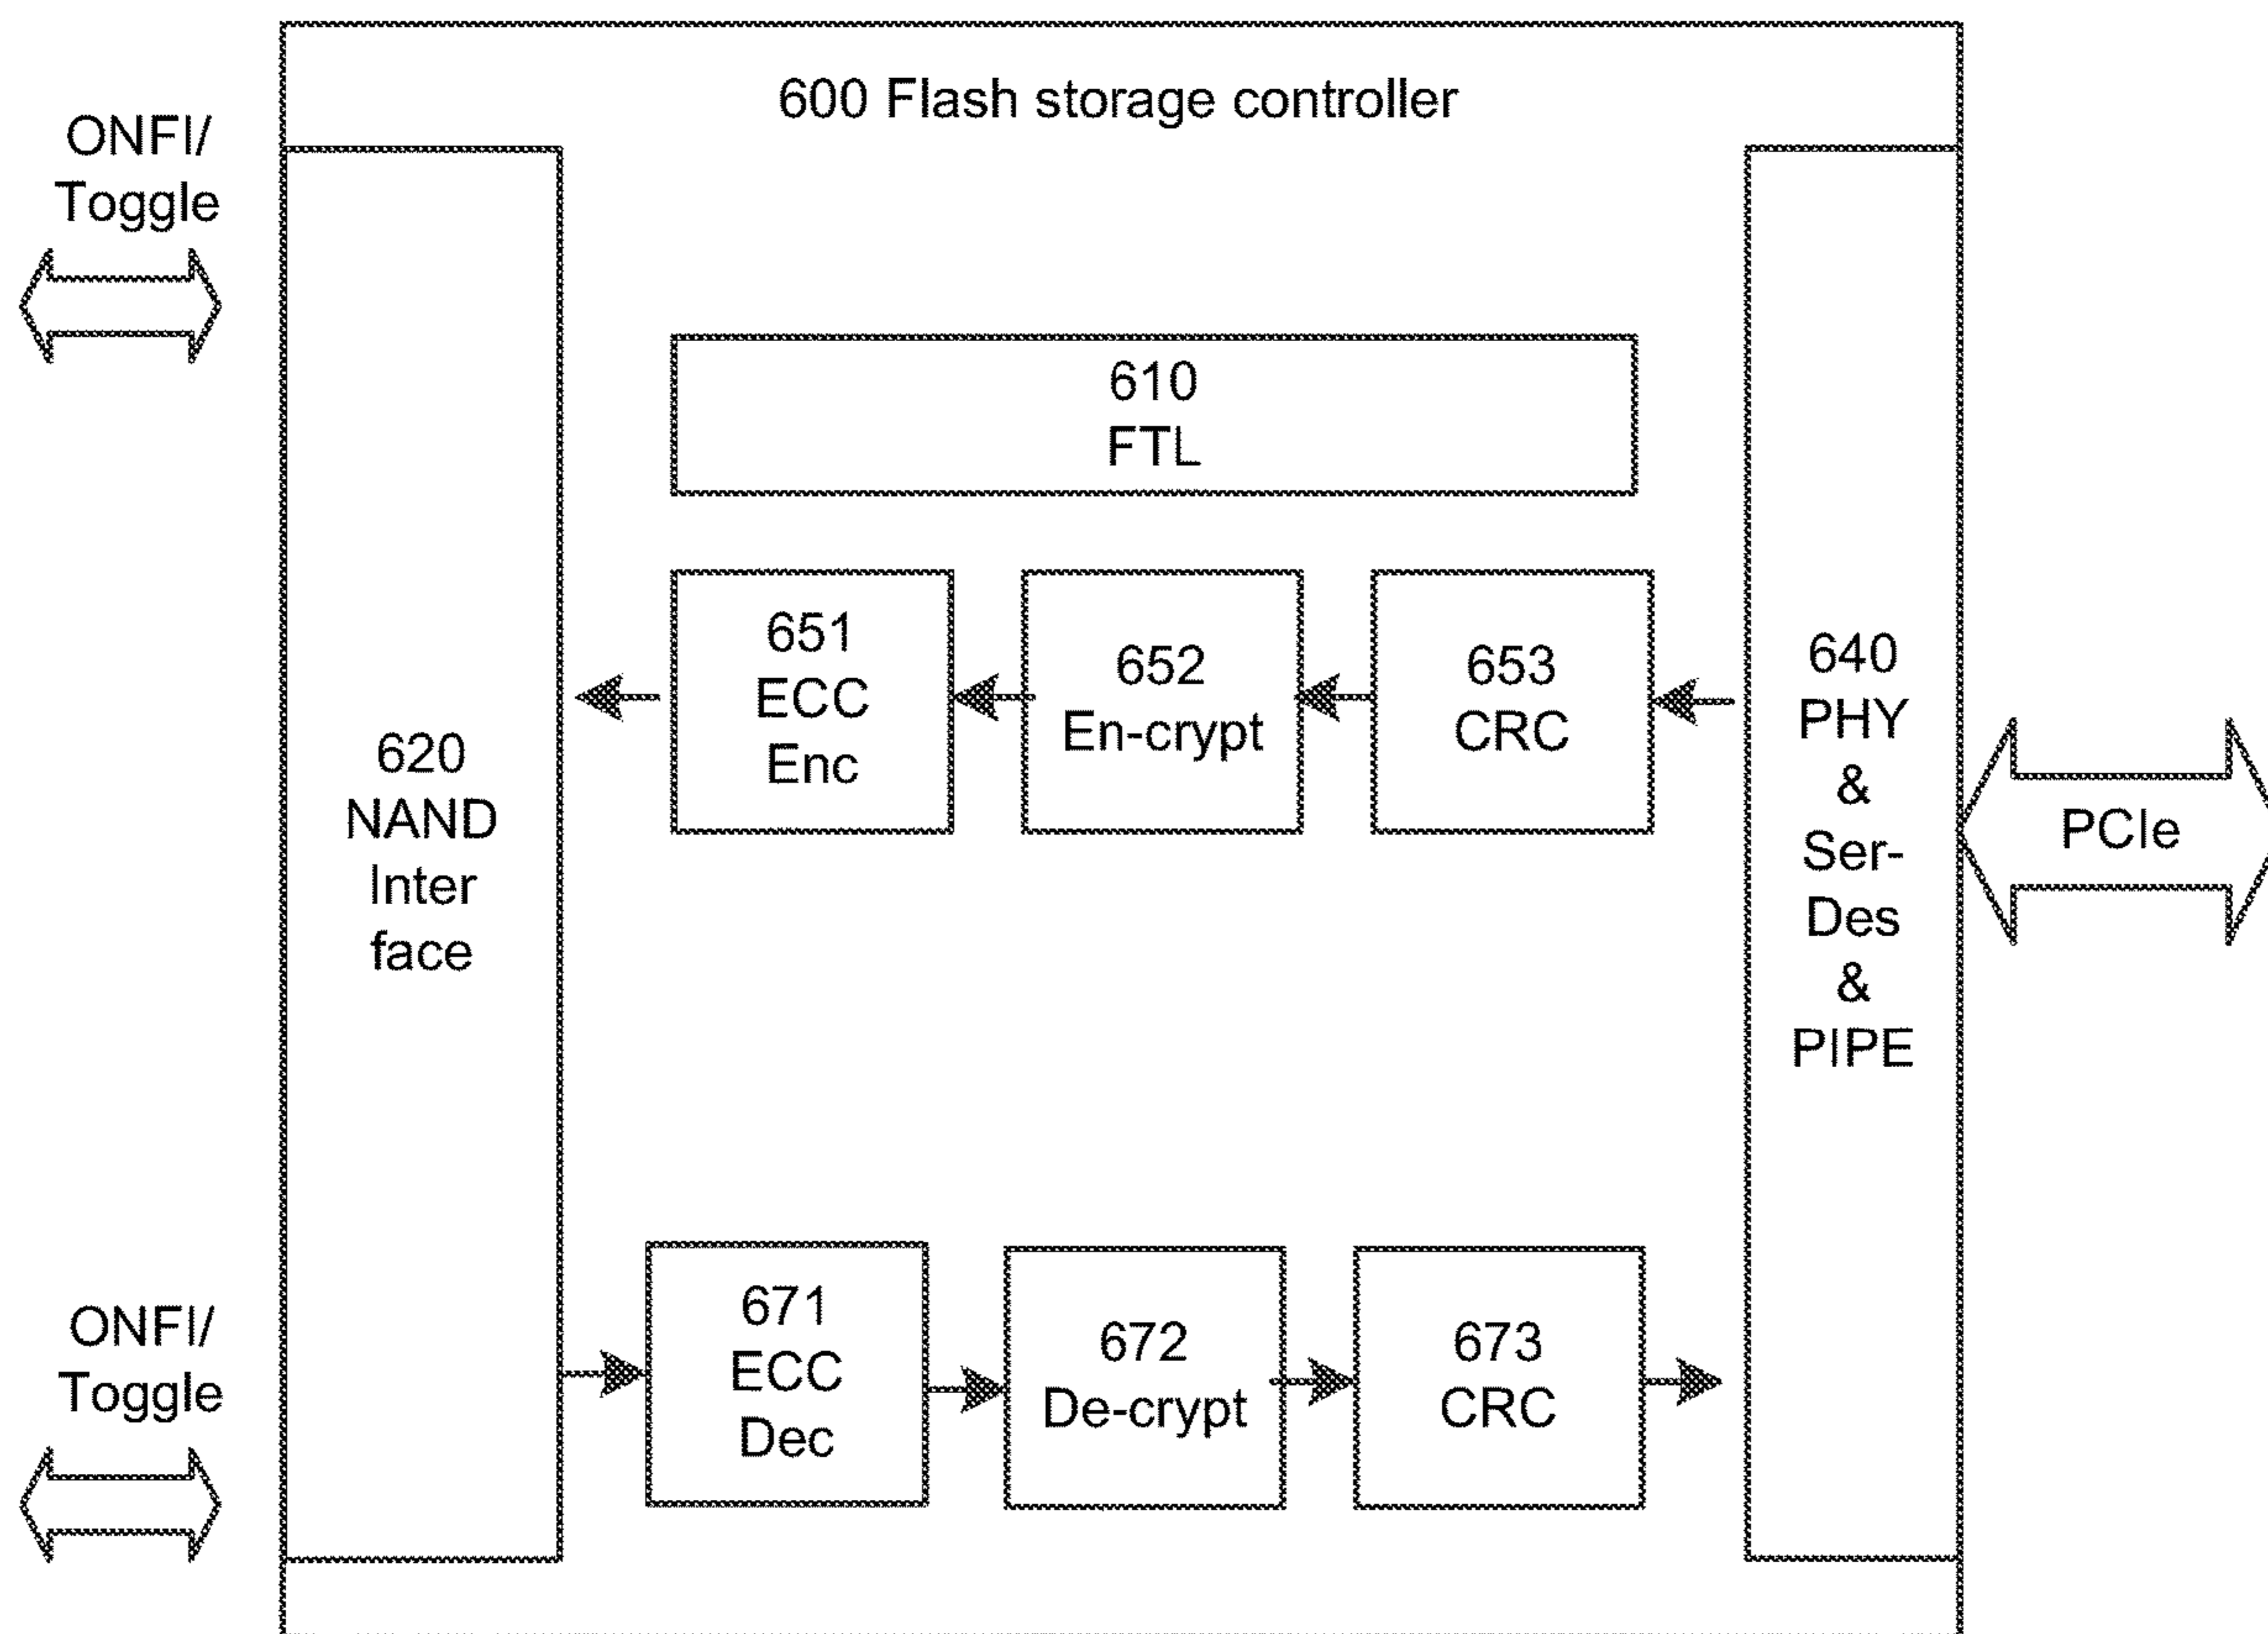 600 Flash storage controller
ONFI/
Toggle
610
FTL
651
ECC
Enc
652
En-crypt
653
CRC
620
NAND
Inter
face
640
PHY
&
Ser-
Des
&
PIPE
PCIe
ONFI/
Toggle
671
ECC
Dec
672
De-crypt
673
CRC